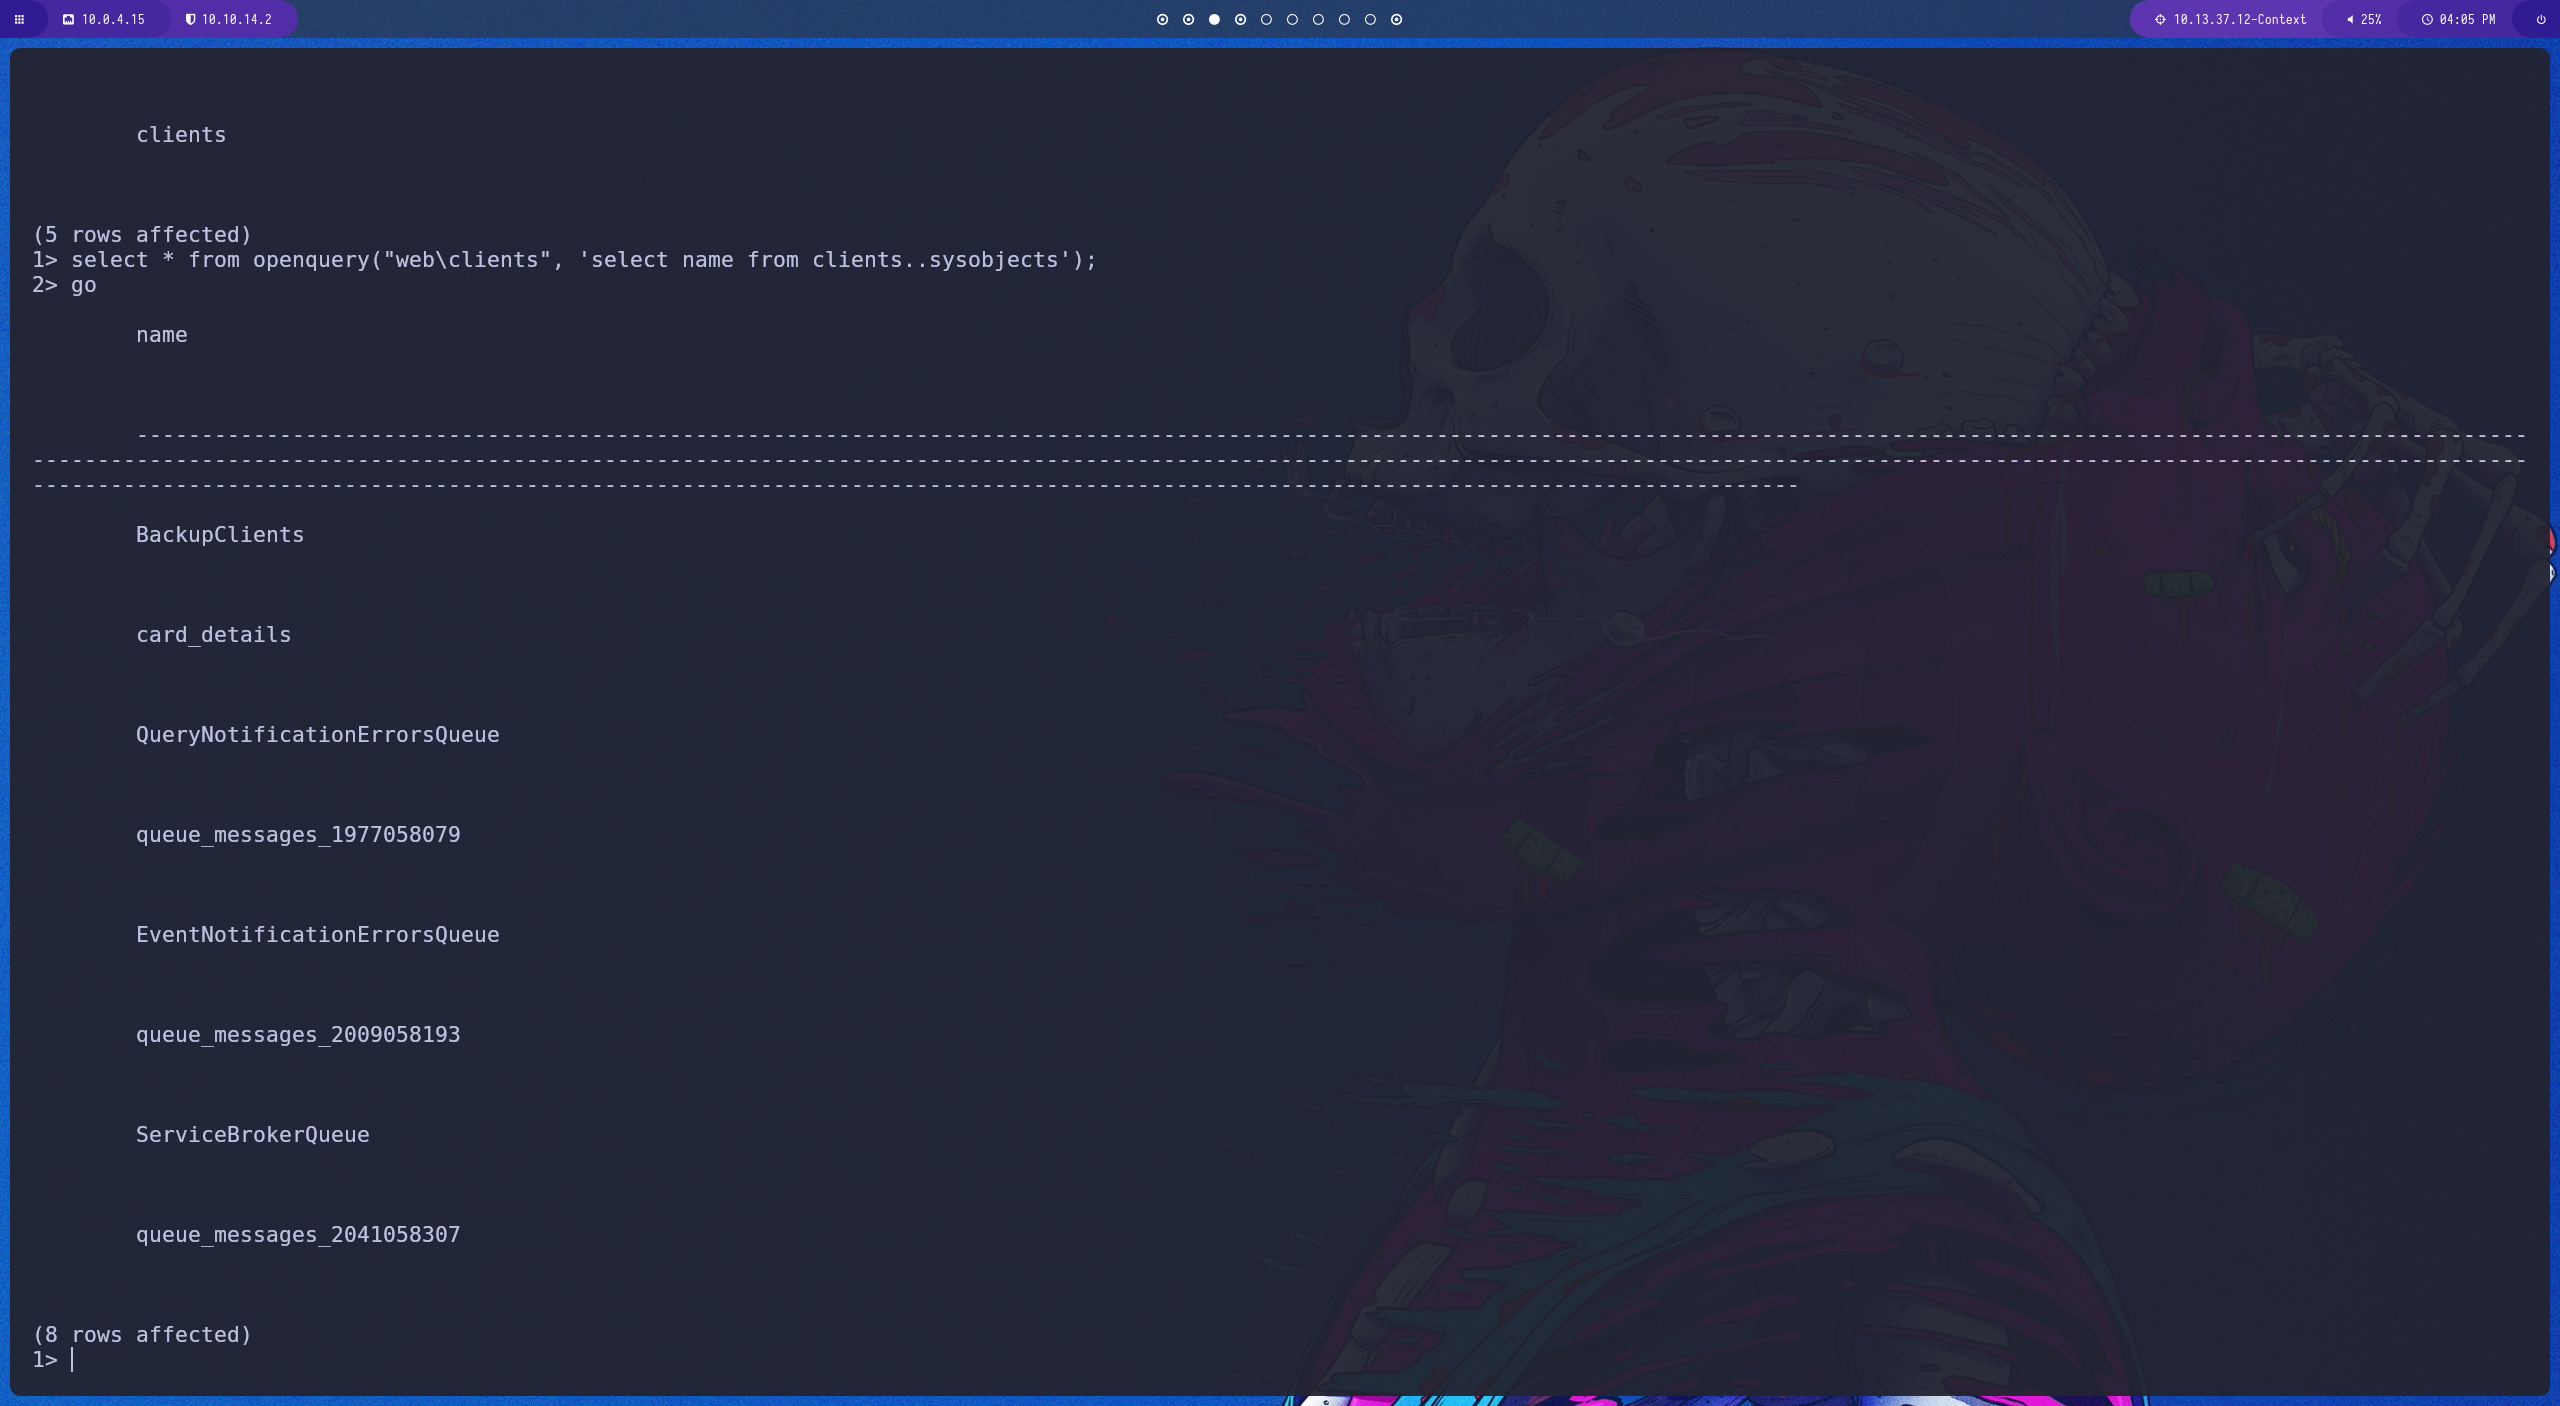 10.0.4.15 10.10.14.2 10.13.37.12-Context 25% 04:05 PM
clients
(5 rows affected)
1> select * from openquery("web\clients", 'select name from clients..sysobjects');
2> go
name
----------------------------------------------------------------------------------------------------------------------------------------------------------------------------------------
------------------------------------------------------------------------------------------------------------------------------------------------------------------------------------------------
----------------------------------------------------------------------------------------------------------------------------------------
BackupClients
card_details
QueryNotificationErrorsQueue
queue_messages_1977058079
EventNotificationErrorsQueue
queue_messages_2009058193
ServiceBrokerQueue
queue_messages_2041058307
(8 rows affected)
1>